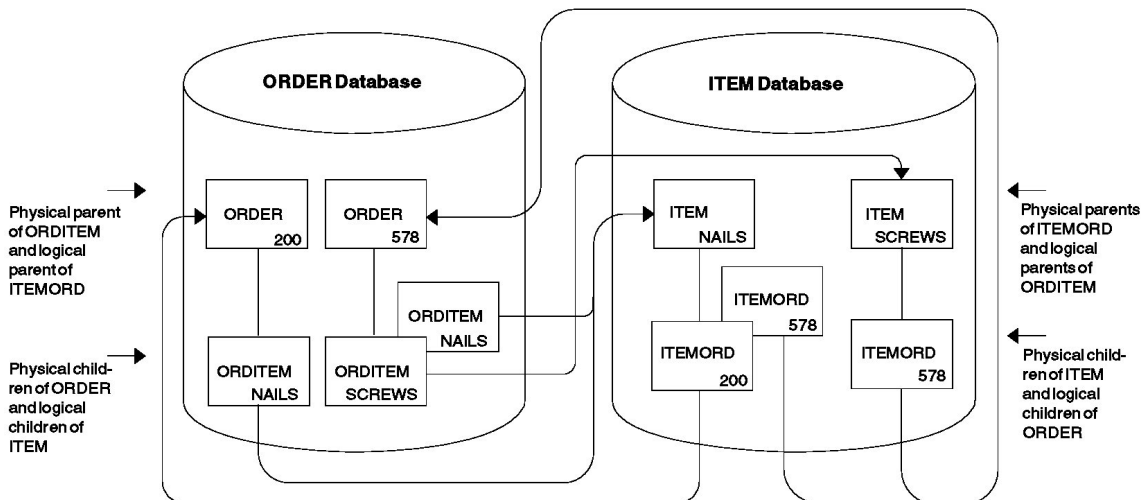 ORDER Database
ITEM Database
Physical parent
of ORDITEM
and logical
parent of
ITEMORD
ORDER
200
ORDER
578
ITEM
NAILS
ITEM
SCREWS
Physical parents
of ITEMORD
and logical
parents of
ORDITEM
ORDITEM
NAILS
ITEMORD
578
Physical child-
ren of ORDER
and logical
children of
ITEM
ORDITEM
NAILS
ORDITEM
SCREWS
ITEMORD
200
ITEMORD
578
Physical child-
ren of ITEM
and logical
children of
ORDER